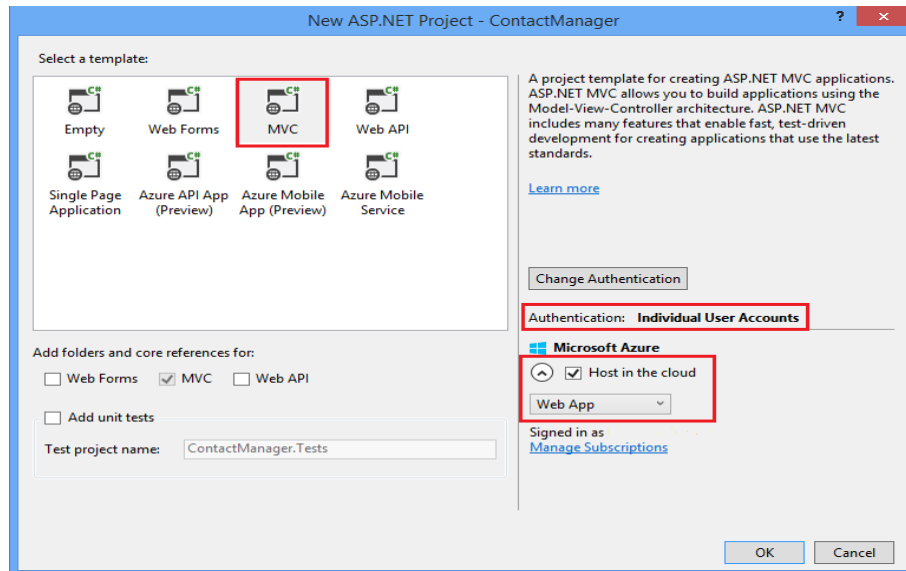 New ASP.NET Project - ContactManager
?
Select a template:
C#
C#
C#
C#
Empty
Web Forms
MVC
Web API
C#
C#
C#
C#
Single Page
Application
Azure API App
(Preview)
Azure Mobile
App (Preview)
Azure Mobile
Service
A project template for creating ASP.NET MVC applications.
ASP.NET MVC allows you to build applications using the
Model-View-Controller architecture. ASP.NET MVC
includes many features that enable fast, test-driven
development for creating applications that use the latest
standards.
Learn more
Change Authentication
Authentication: Individual User Accounts
Microsoft Azure
Host in the cloud
Web App
Signed in as
Manage Subscriptions
Add folders and core references for:
Web Forms
MVC
Web API
Add unit tests
Test project name:
ContactManager.Tests
OK
Cancel